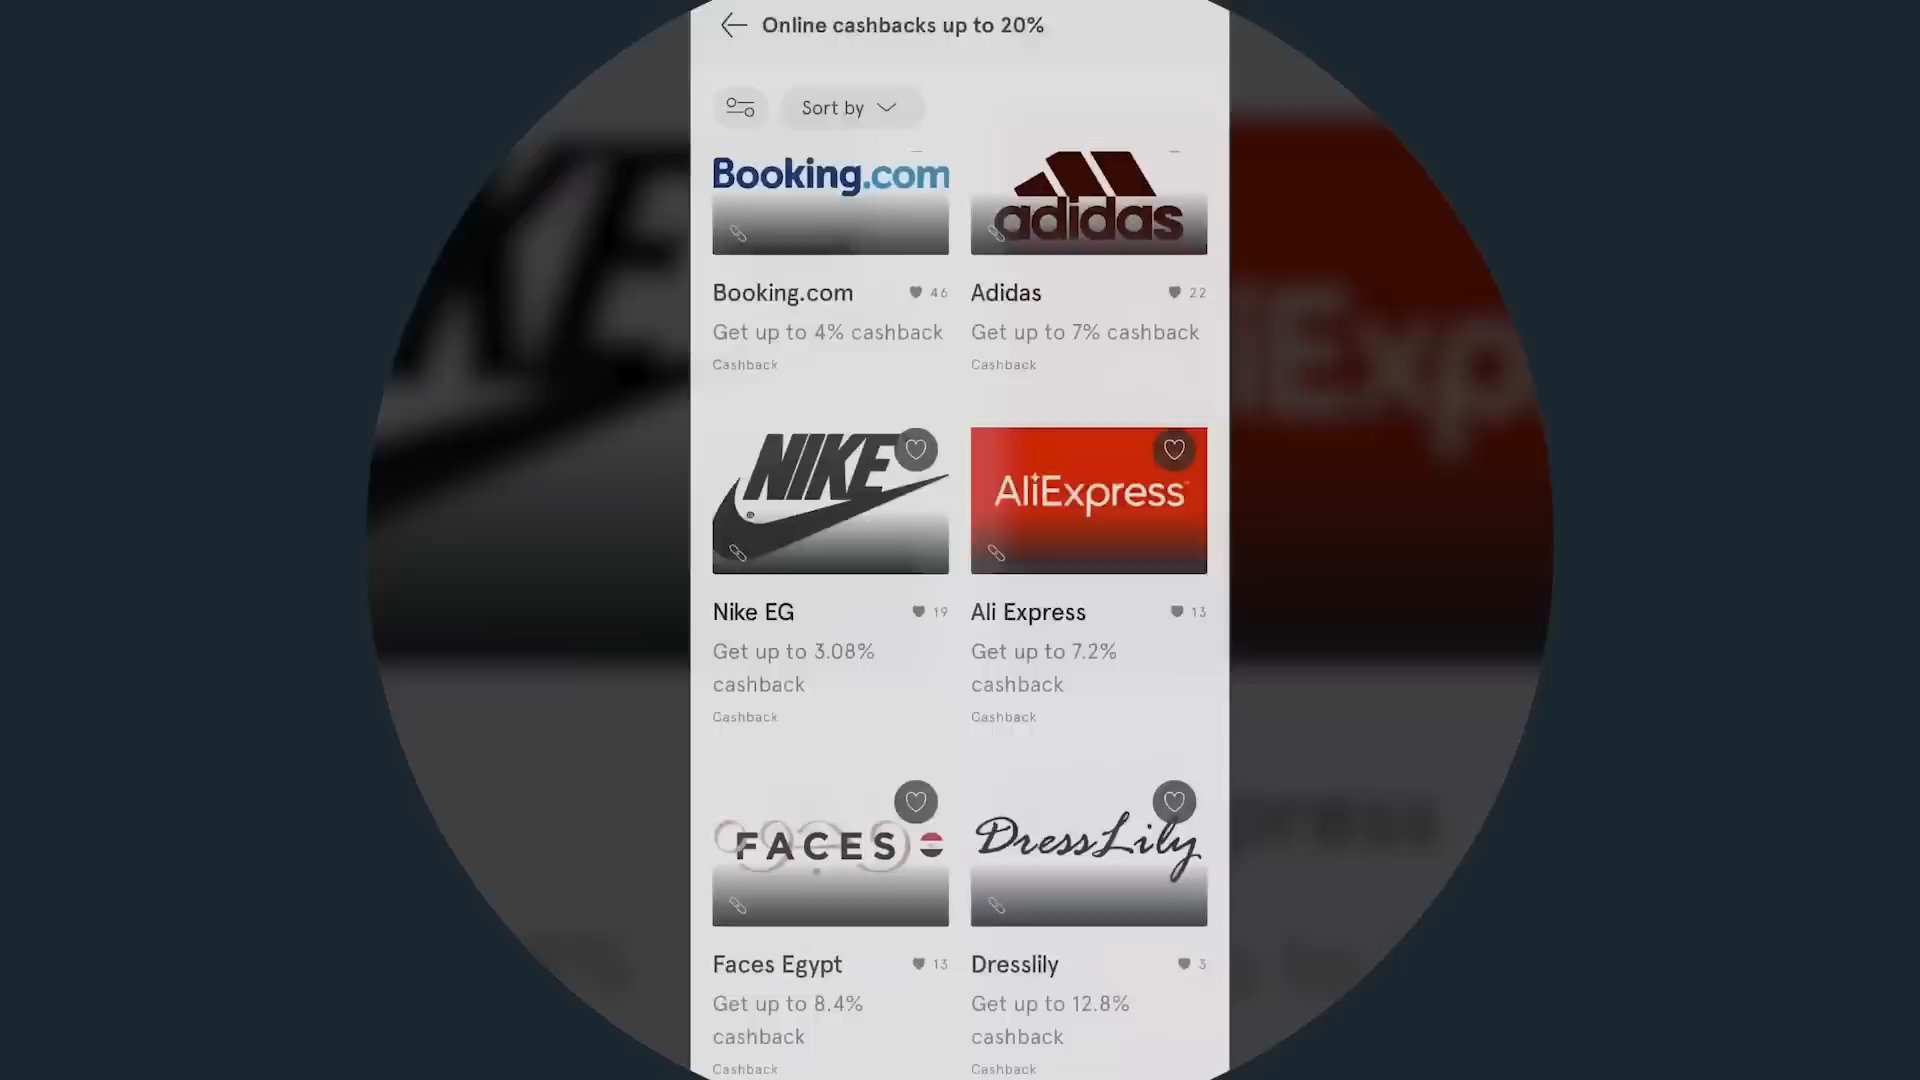 Online cashbacks up to 20%
Sort by
Booking.com
adidas
Booking.com 46
Adidas 22
Get up to 4% cashback
Get up to 7% cashback
Cashback
Cashback
NIKE
AliExpress
Nike EG 19
Ali Express 13
Get up to 3.08%
cashback
Get up to 7.2%
cashback
Cashback
Cashback
FACES
DressLily
Faces Egypt 13
Dresslily 3
Get up to 8.4%
cashback
Get up to 12.8%
cashback
Cashback
Cashback